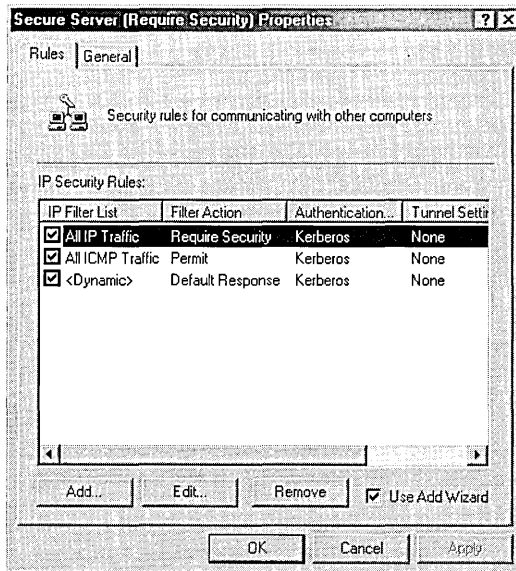 Secure Server (Require Security) Properties
Rules General
Security rules for communicating with other computers
IP Security Rules:
IP Filter List Filter Action Authentication... Tunnel Settin
All IP Traffic Require Security Kerberos None
All ICMP Traffic Permit Kerberos None
<Dynamic> Default Response Kerberos None
Add... Edit... Remove Use Add Wizard
OK Cancel Apply